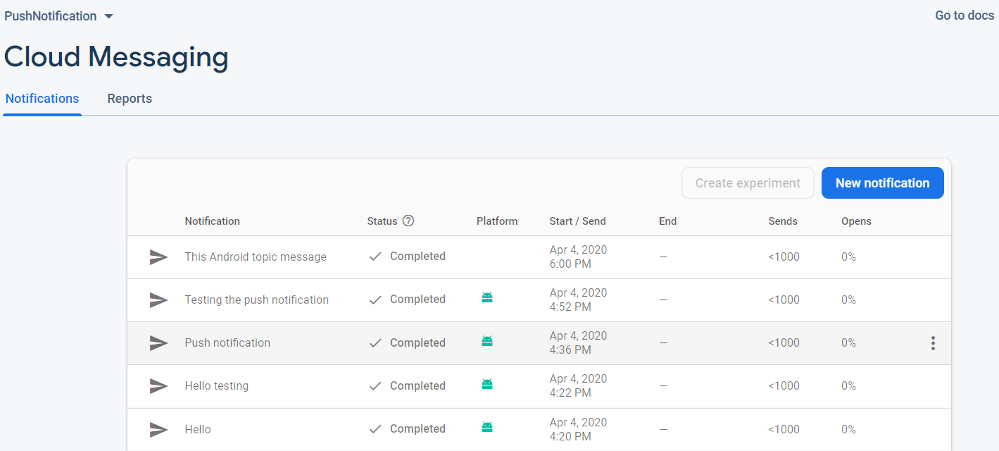 PushNotification
Go to docs
Cloud Messaging
Notifications Reports
Create experiment New notification
Notification Status ? Platform Start / Send End Sends Opens
This Android topic message Completed Apr 4, 2020 6:00 PM — <1000 0%
Testing the push notification Completed Apr 4, 2020 4:52 PM — <1000 0%
Push notification Completed Apr 4, 2020 4:36 PM — <1000 0%
Hello testing Completed Apr 4, 2020 4:22 PM — <1000 0%
Hello Completed Apr 4, 2020 4:20 PM — <1000 0%